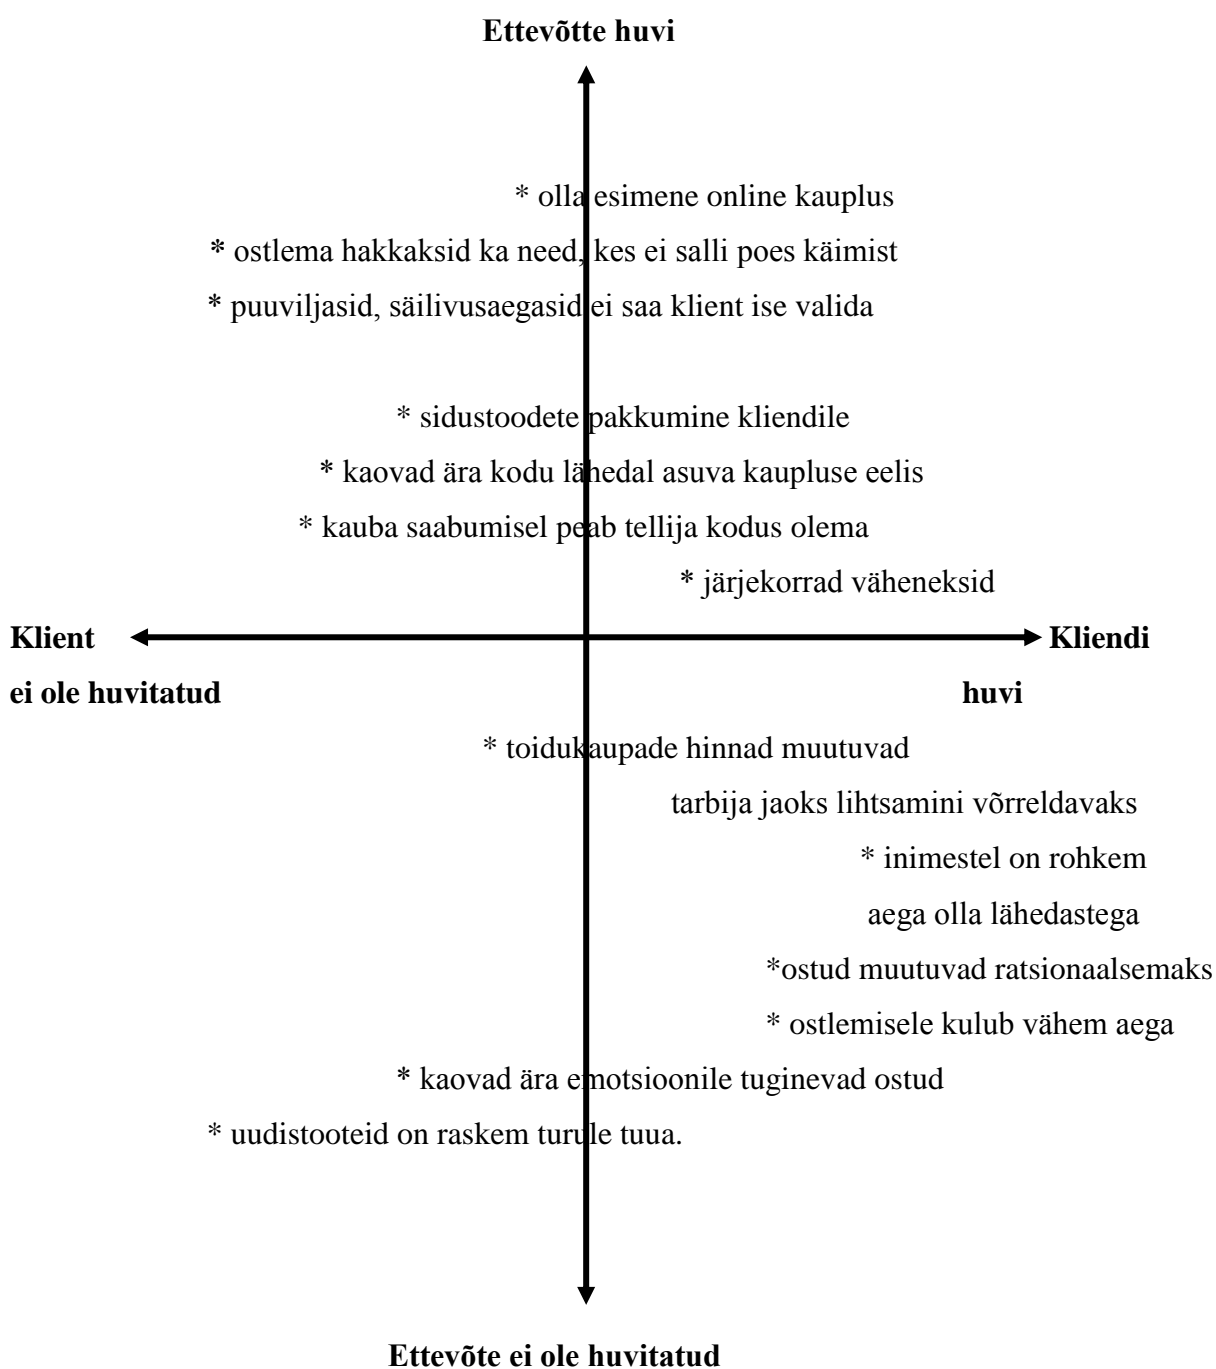 Ettevõtte huvi
* olla esimene online kauplus
* ostlema hakkaksid ka need, kes ei salli poes käimist
* puuviljasid, säilivusaegasid ei saa klient ise valida
* sidustoodete pakkumine kliendile
* kaovad ära kodu lähedal asuva kaupluse eelis
* kauba saabumisel peab tellija kodus olema
* järjekorrad väheneksid
Klient Kliendi
ei ole huvitatud huvi
* toidukaupade hinnad muutuvad
tarbija jaoks lihtsamini võrreldavaks
* inimestel on rohkem
aega olla lähedastega
*ostud muutuvad ratsionaalsemaks
* ostlemisele kulub vähem aega
* kaovad ära emotsioonile tuginevad ostud
* uudistooteid on raskem turule tuua.
Ettevõte ei ole huvitatud